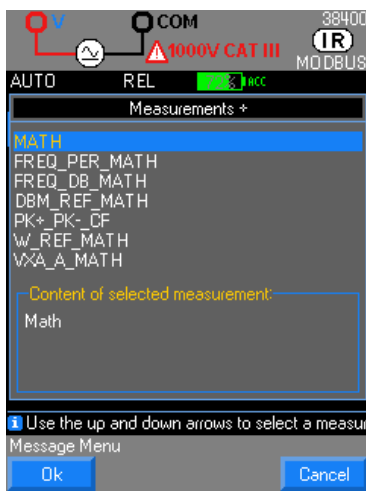 V COM 38400
1000V CAT III (IR)
MODBUS
AUTO REL ACC
Measurements +
MATH
FREQ_PER_MATH
FREQ_DB_MATH
DBM_REF_MATH
PK+_PK-_CF
W_REF_MATH
VXA_A_MATH
Content of selected measurement:
Math
i Use the up and down arrows to select a measu
Message Menu
Ok Cancel